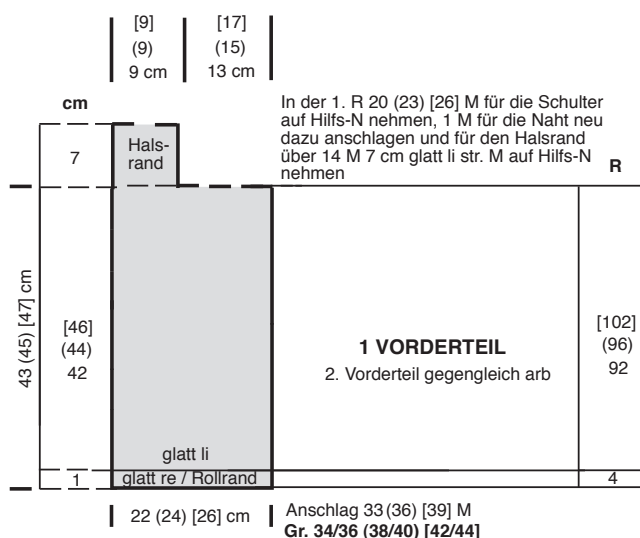 [9] [17]
(9) (15)
9 cm 13 cm
cm
In der 1. R 20 (23) [26] M für die Schulter
auf Hilfs-N nehmen, 1 M für die Naht neu
dazu anschlagen und für den Halsrand
über 14 M 7 cm glatt li str. M auf Hilfs-N
nehmen
R
7
Hals-
rand
43 (45) [47] cm
[46]
(44)
42
1 VORDERTEIL
2. Vorderteil gegengleich arb
[102]
(96)
92
glatt li
1
glatt re / Rollrand
4
22 (24) [26] cm
Anschlag 33 (36) [39] M
Gr. 34/36 (38/40) [42/44]